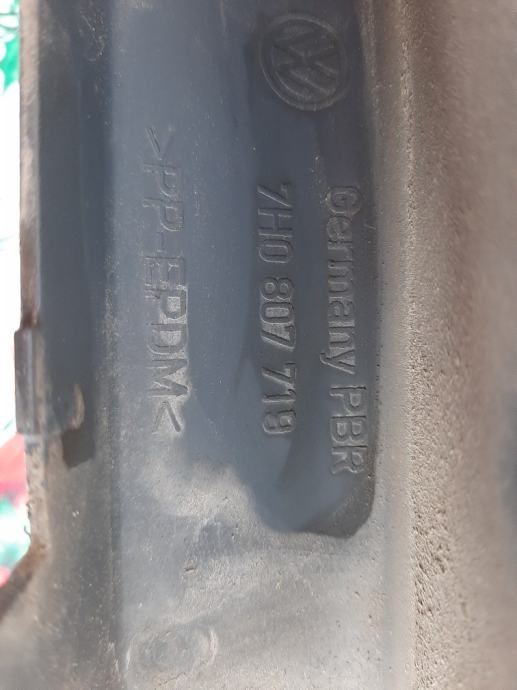 Germany PBR
7H0 807 719
>PP-EPDM<